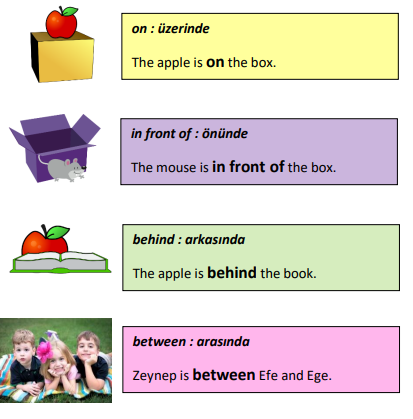 on : üzerinde
The apple is on the box.
in front of : önünde
The mouse is in front of the box.
behind : arkasında
The apple is behind the book.
between : arasında
Zeynep is between Efe and Ege.